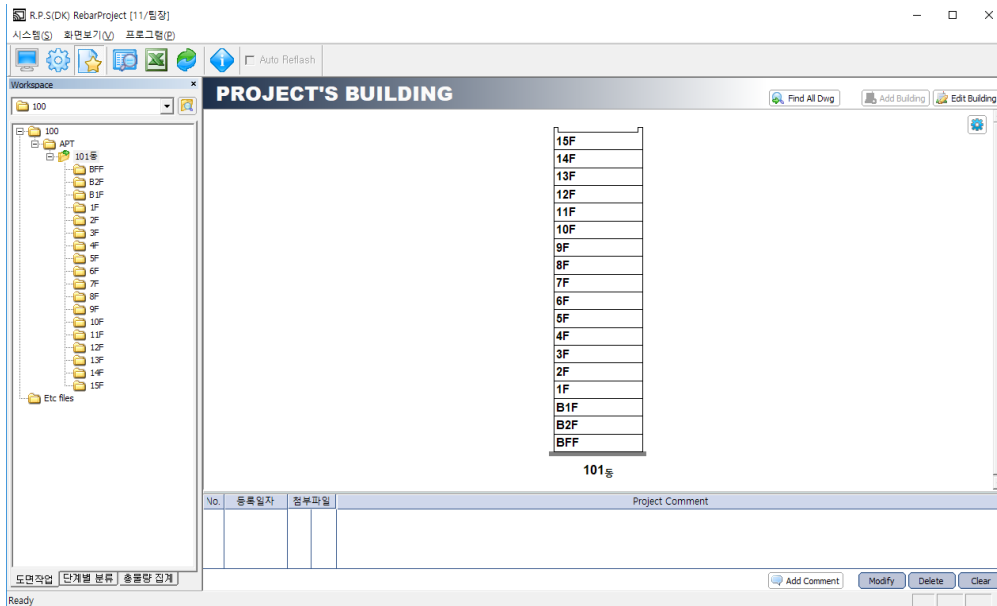 R.P.S(DK) RebarProject [11/팀장]
시스템(S) 화면보기(V) 프로그램(P)
Auto Reflash
Workspace
100
PROJECT'S BUILDING
Find All Dwg
Add Building
Edit Building
100
APT
101동
BFF
B2F
B1F
1F
2F
3F
4F
5F
6F
7F
8F
9F
10F
11F
12F
13F
14F
15F
Etc files
15F
14F
13F
12F
11F
10F
9F
8F
7F
6F
5F
4F
3F
2F
1F
B1F
B2F
BFF
101동
No. 등록일자 첨부파일 Project Comment
도면작업 단계별 분류 총물량 집계
Add Comment Modify Delete Clear
Ready